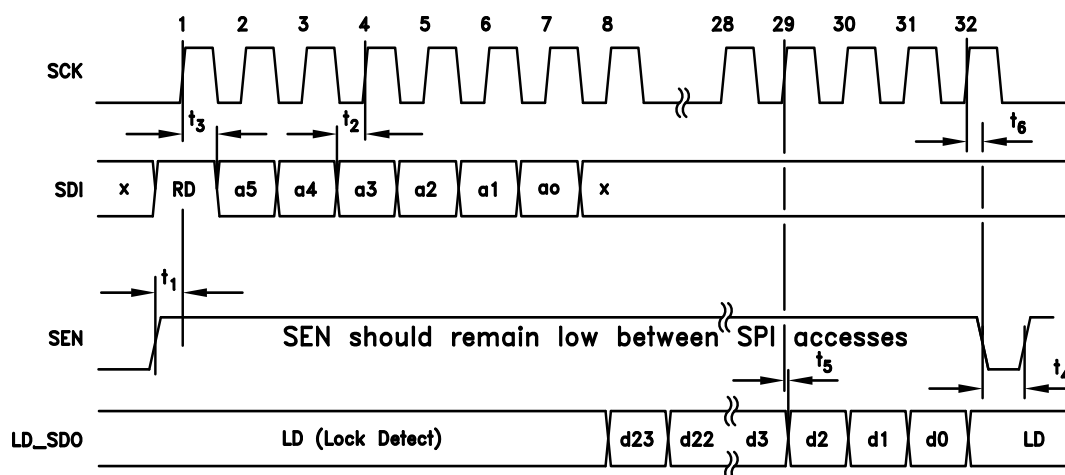 1 2 3 4 5 6 7 8 28 29 30 31 32
SCK
t3 t2 t6
SDI x RD a5 a4 a3 a2 a1 ao x
t1
SEN SEN should remain low between SPI accesses
t5 t4
LD_SDO LD (Lock Detect) d23 d22 d3 d2 d1 d0 LD